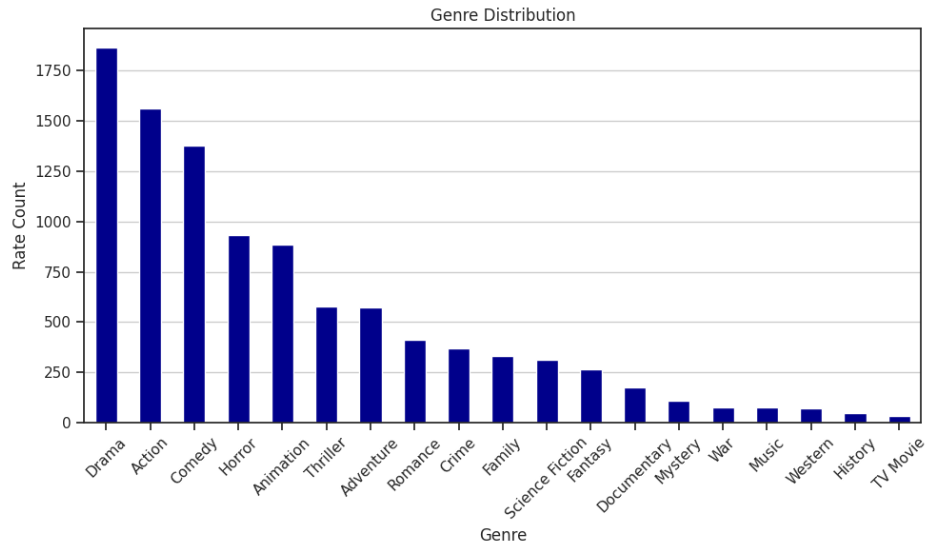 Genre Distribution
Rate Count
1750
1500
1250
1000
750
500
250
0
Drama
Action
Comedy
Horror
Animation
Thriller
Adventure
Romance
Crime
Family
Science Fiction
Fantasy
Documentary
Mystery
War
Music
Western
History
TV Movie
Genre